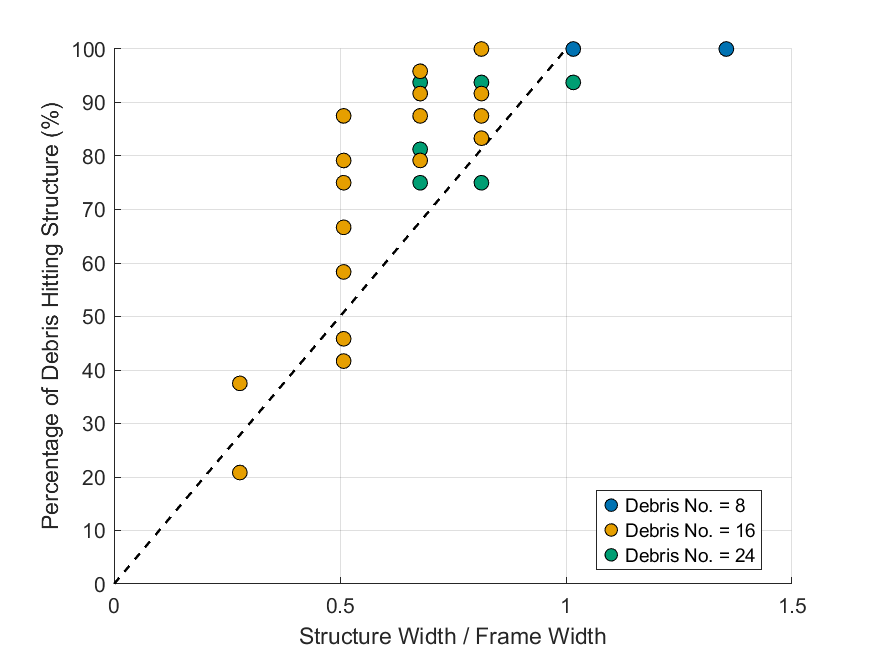 100
90
80
70
60
50
40
30
20
10
0
0 0.5 1 1.5
Percentage of Debris Hitting Structure (%)
Structure Width / Frame Width
Debris No. = 8
Debris No. = 16
Debris No. = 24